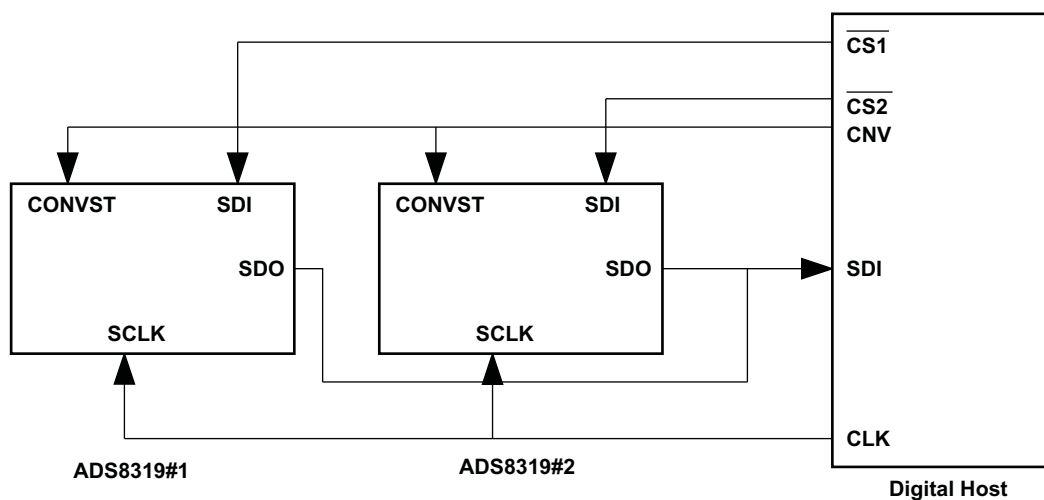 CS1
CS2
CNV
CONVST SDI
CONVST SDI
SDO
SDO
SDI
SCLK
SCLK
CLK
ADS8319#1
ADS8319#2
Digital Host